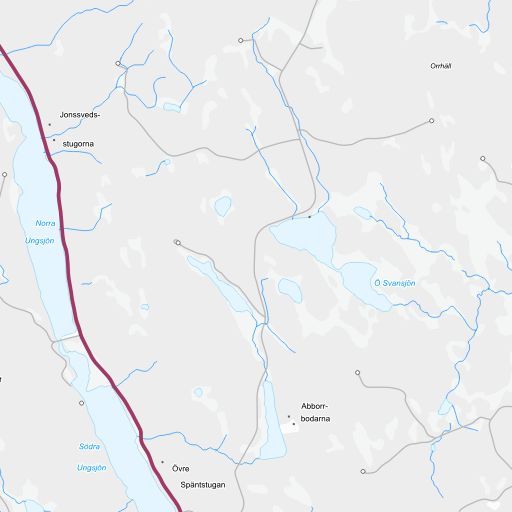 Orrhäll
Jonssveds-
stugorna
Norra
Ungsjön
Ö Svansjön
Abborr-
bodarna
Södra
Ungsjön
Övre
Späntstugan